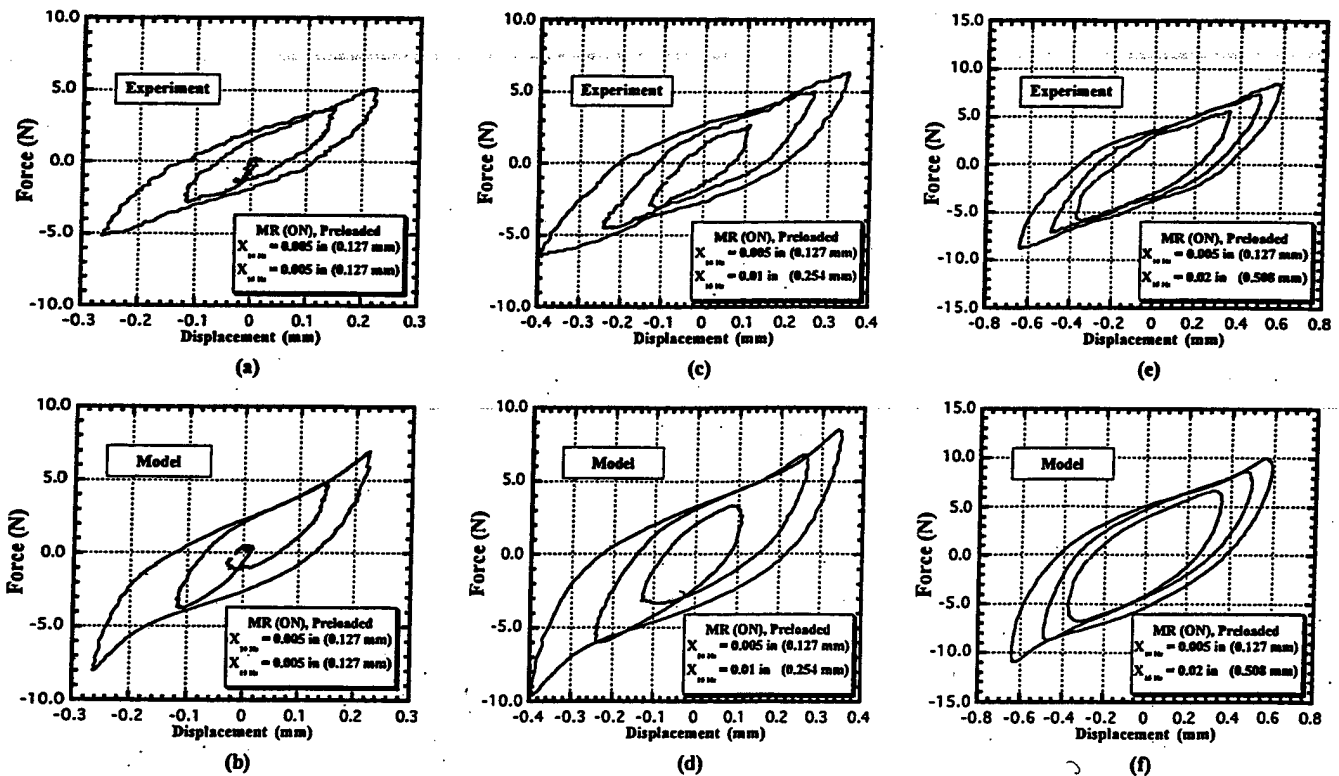 10.0
5.0
0.0
-5.0
-10.0
Force (N)
Experiment
MR (ON), Preloaded
X = 0.005 in (0.127 mm)
X = 0.005 in (0.127 mm)
-0.3 -0.2 -0.1 0 0.1 0.2 0.3
Displacement (mm)
(a)
10.0
5.0
0.0
-5.0
-10.0
Force (N)
Experiment
MR (ON), Preloaded
X = 0.005 in (0.127 mm)
X = 0.01 in (0.254 mm)
-0.4 -0.3 -0.2 -0.1 0 0.1 0.2 0.3 0.4
Displacement (mm)
(c)
15.0
10.0
5.0
0.0
-5.0
-10.0
-15.0
Force (N)
Experiment
MR (ON), Preloaded
X = 0.005 in (0.127 mm)
X = 0.02 in (0.508 mm)
-0.8 -0.6 -0.4 -0.2 0 0.2 0.4 0.6 0.8
Displacement (mm)
(e)
10.0
5.0
0.0
-5.0
-10.0
Force (N)
Model
MR (ON), Preloaded
X = 0.005 in (0.127 mm)
X = 0.005 in (0.127 mm)
-0.3 -0.2 -0.1 0 0.1 0.2 0.3
Displacement (mm)
(b)
10.0
5.0
0.0
-5.0
-10.0
Force (N)
Model
MR (ON), Preloaded
X = 0.005 in (0.127 mm)
X = 0.01 in (0.254 mm)
-0.4 -0.3 -0.2 -0.1 0 0.1 0.2 0.3 0.4
Displacement (mm)
(d)
15.0
10.0
5.0
0.0
-5.0
-10.0
-15.0
Force (N)
Model
MR (ON), Preloaded
X = 0.005 in (0.127 mm)
X = 0.02 in (0.508 mm)
-0.8 -0.6 -0.4 -0.2 0 0.2 0.4 0.6 0.8
Displacement (mm)
(f)